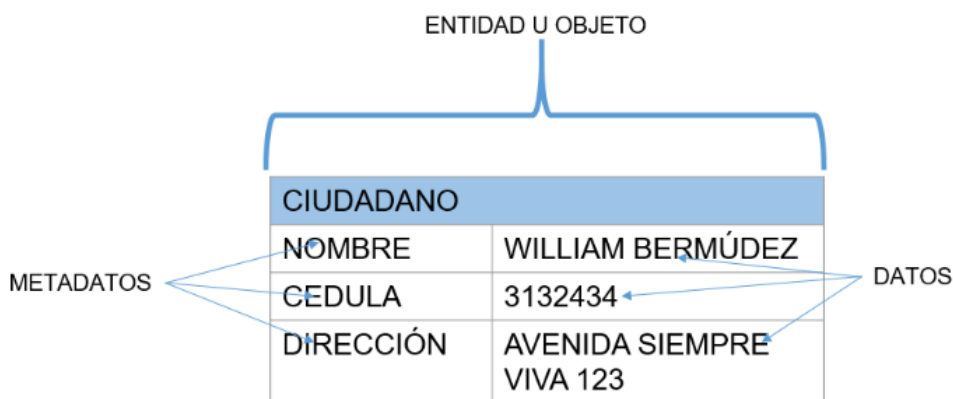 ENTIDAD U OBJETO
CIUDADANO
NOMBRE WILLIAM BERMÚDEZ
METADATOS CEDULA 3132434 DATOS
DIRECCIÓN AVENIDA SIEMPRE
VIVA 123